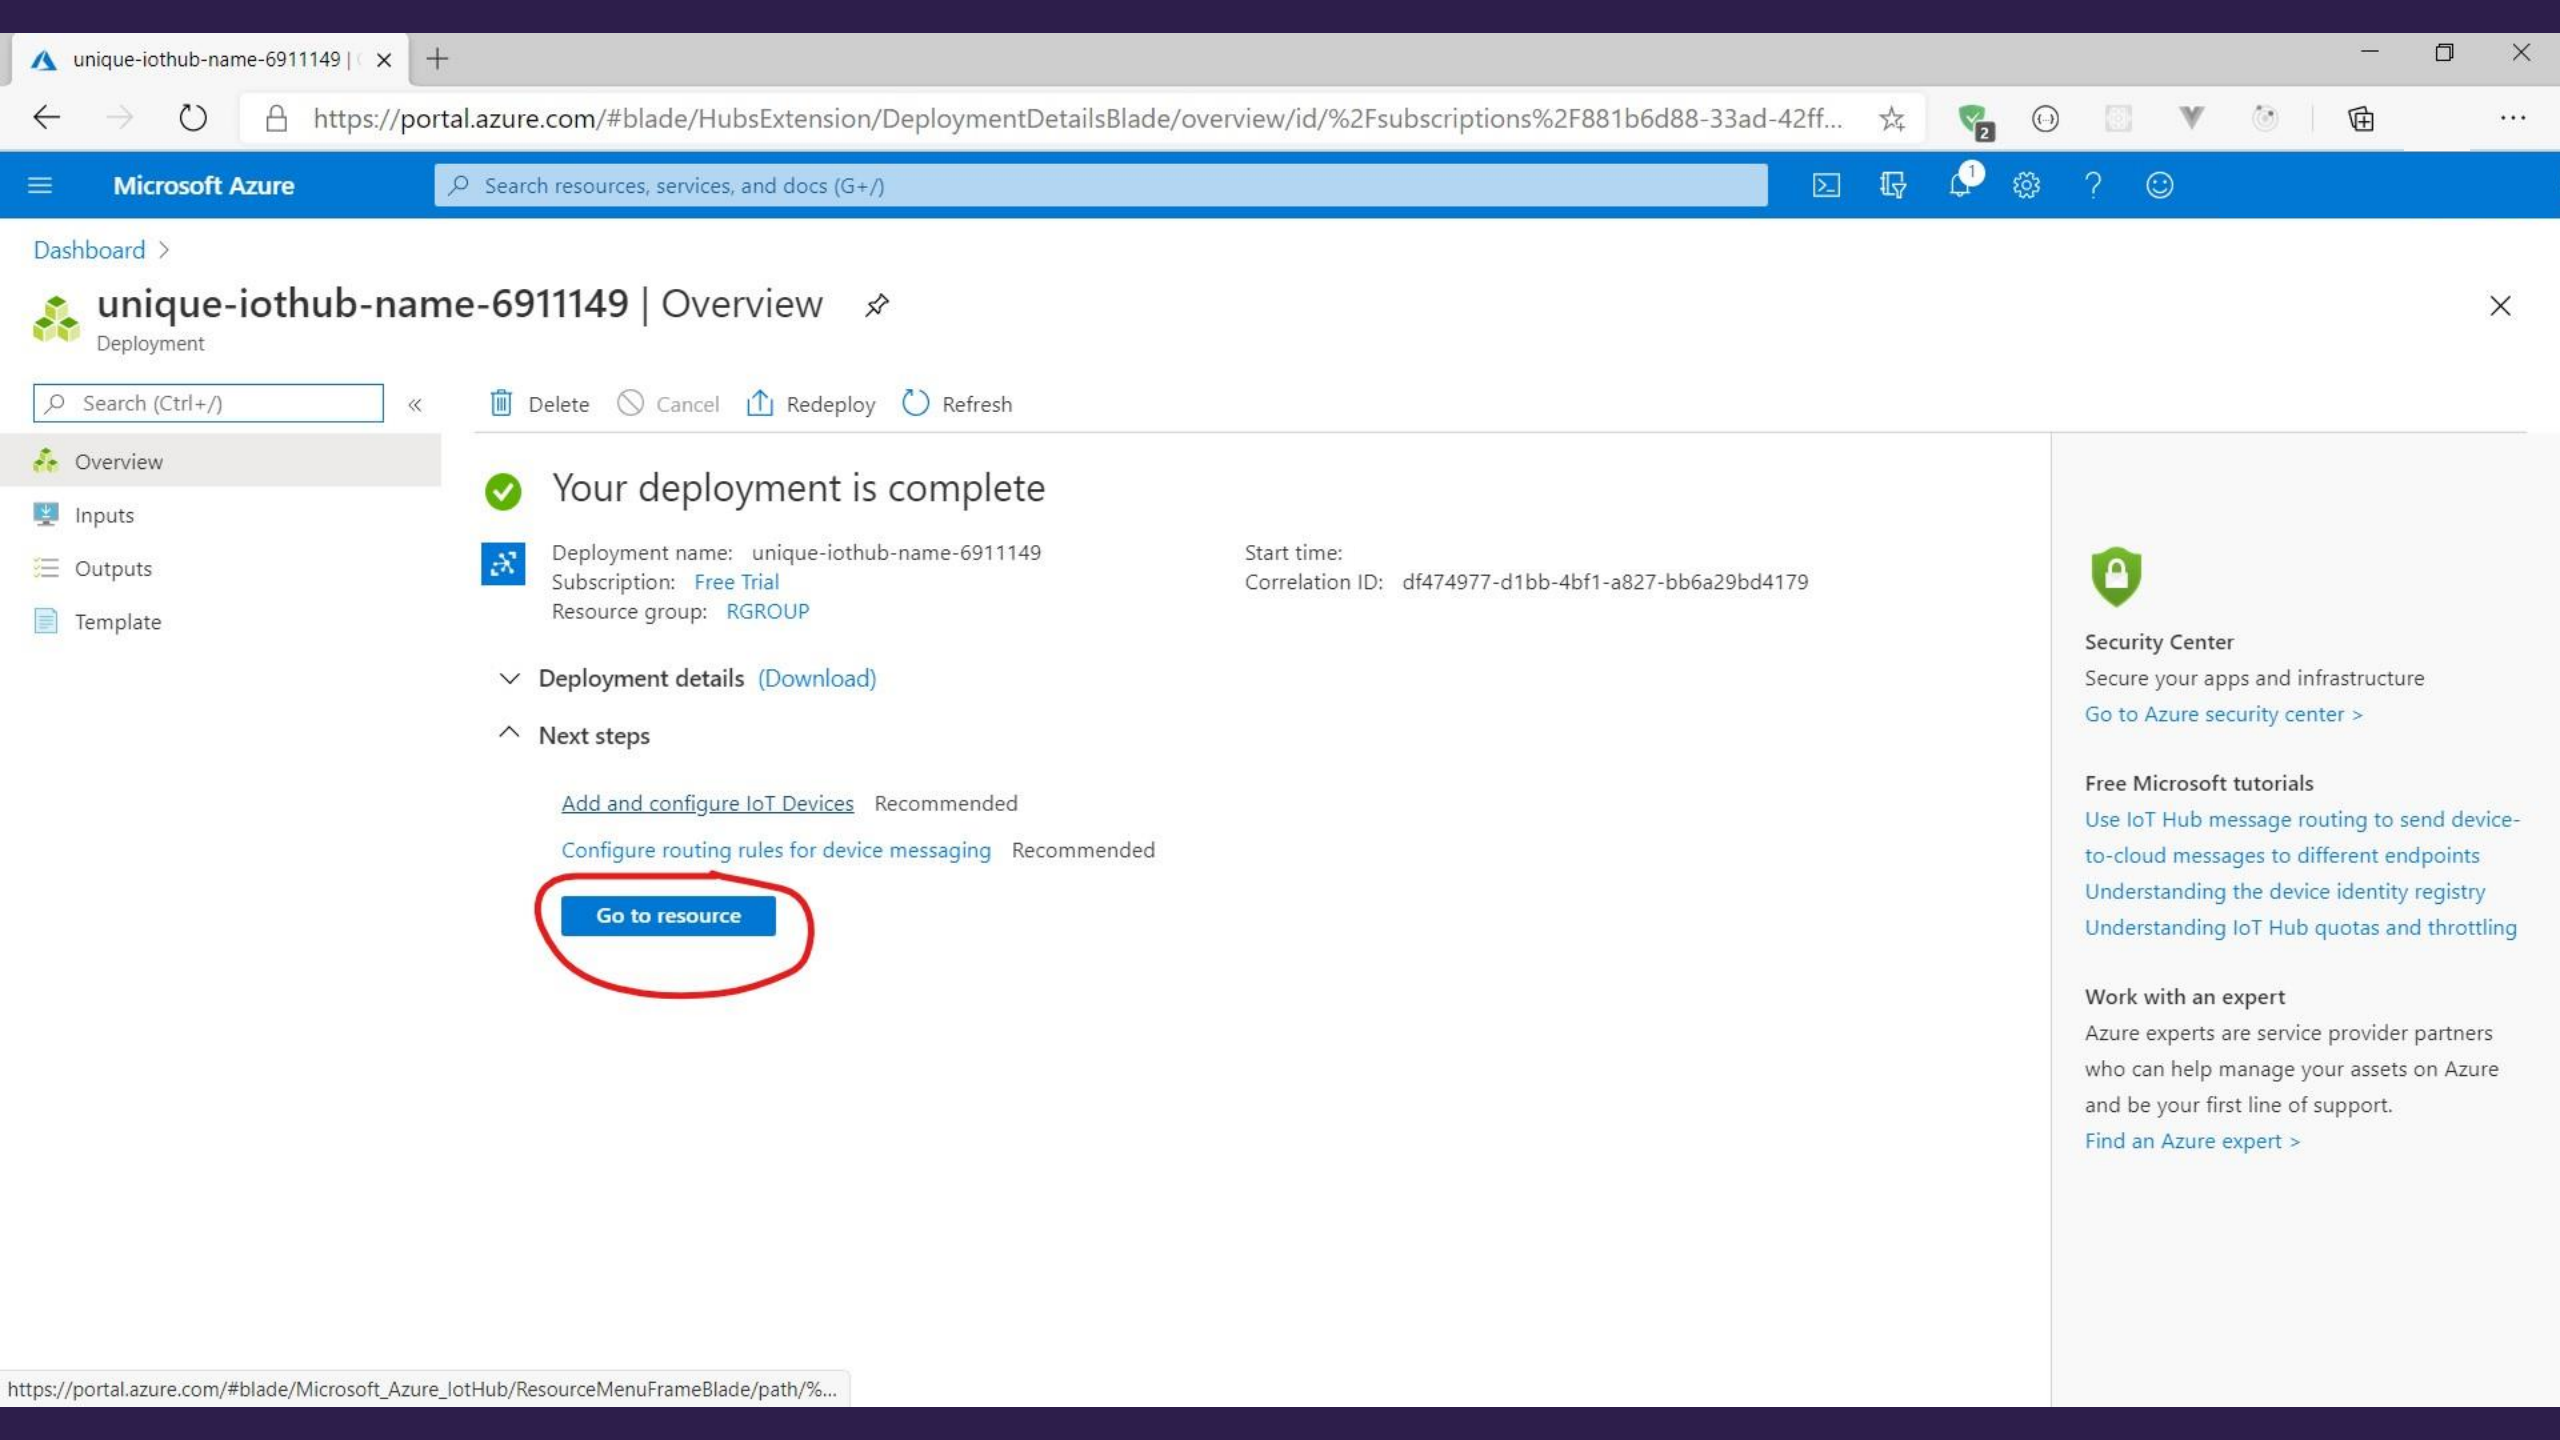 unique-iothub-name-6911149 |
https://portal.azure.com/#blade/HubsExtension/DeploymentDetailsBlade/overview/id/%2Fsubscriptions%2F881b6d88-33ad-42ff...
2
Microsoft Azure
Search resources, services, and docs (G+/)
1
Dashboard >
unique-iothub-name-6911149 | Overview
Deployment
Search (Ctrl+/)
«
Delete
Cancel
Redeploy
Refresh
Overview
Inputs
Outputs
Template
Your deployment is complete
Deployment name: unique-iothub-name-6911149
Subscription: Free Trial
Resource group: RGROUP
Start time:
Correlation ID: df474977-d1bb-4bf1-a827-bb6a29bd4179
Deployment details (Download)
Next steps
Add and configure IoT Devices Recommended
Configure routing rules for device messaging Recommended
Go to resource
Security Center
Secure your apps and infrastructure
Go to Azure security center >
Free Microsoft tutorials
Use IoT Hub message routing to send device-
to-cloud messages to different endpoints
Understanding the device identity registry
Understanding IoT Hub quotas and throttling
Work with an expert
Azure experts are service provider partners
who can help manage your assets on Azure
and be your first line of support.
Find an Azure expert >
https://portal.azure.com/#blade/Microsoft_Azure_IotHub/ResourceMenuFrameBlade/path/%...